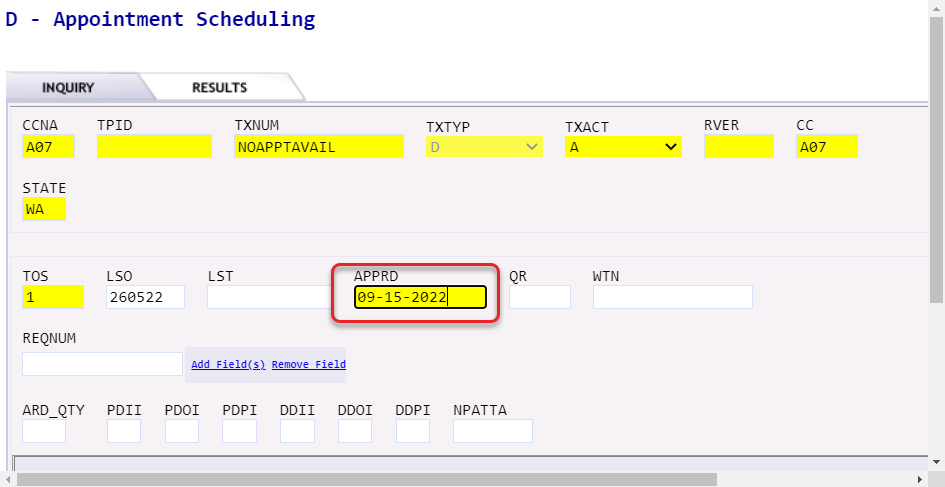 D - Appointment Scheduling
INQUIRY RESULTS
CCNA TPID TXNUM TXTYP TXACT RVER CC
A07 NOAPPTAVAIL D A A07
STATE
WA
TOS LSO LST APPRD QR WTN
1 260522 09-15-2022
REQNUM
Add Field(s) Remove Field
ARD_QTY PDII PDOI PDPI DDII DDOI DDPI NPATTA